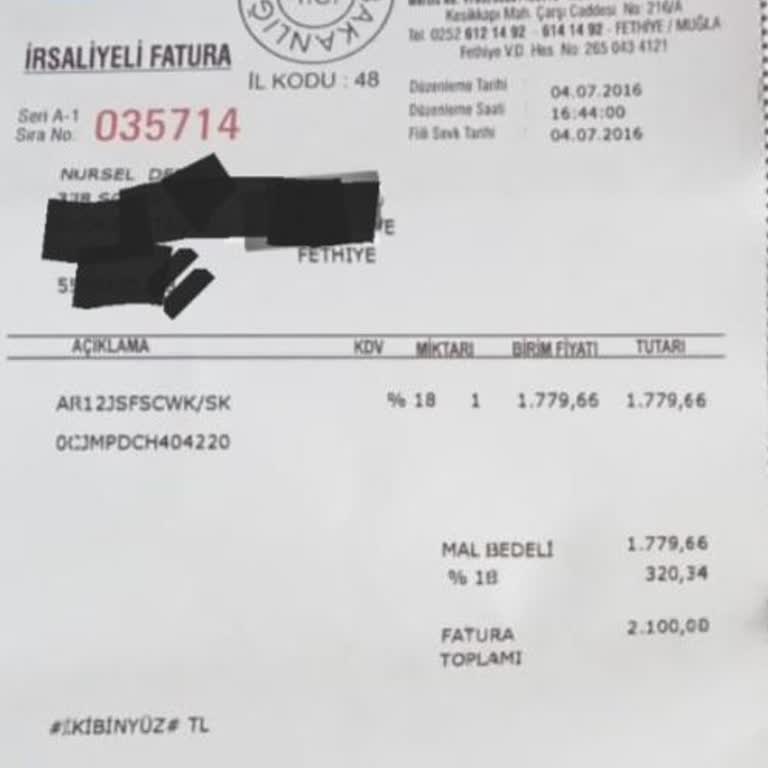 Kesikkapı Mah. Çarşı Caddesi No: 216/A
Tel: 0252 612 14 92 - 614 14 92 - FETHİYE / MUĞLA
Fethiye V.D. Hes. No: 265 043 4121
BAKANLIĞI
İRSALİYELİ FATURA
İL KODU : 48
Düzenleme Tarihi : 04.07.2016
Düzenleme Saati : 16:44:00
Fiili Sevk Tarihi : 04.07.2016
Seri A-1
Sıra No: 035714
NURSEL
FETHIYE
AÇIKLAMA KDV MİKTARI BİRİM FİYATI TUTARI
AR12JSFSCWK/SK % 18 1 1.779,66 1.779,66
0CJMPDCH404220
MAL BEDELİ 1.779,66
% 18 320,34
FATURA TOPLAMI 2.100,00
#İKİBİNYÜZ# TL